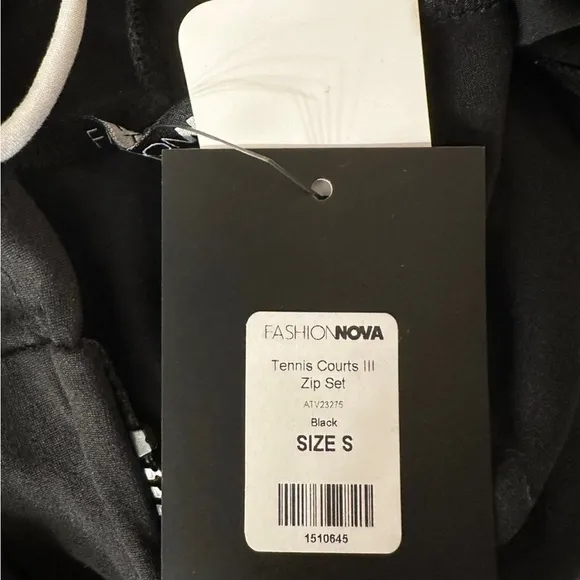 FASHIONNOVA
Tennis Courts III
Zip Set
ATV23275
Black
SIZE S
1510645